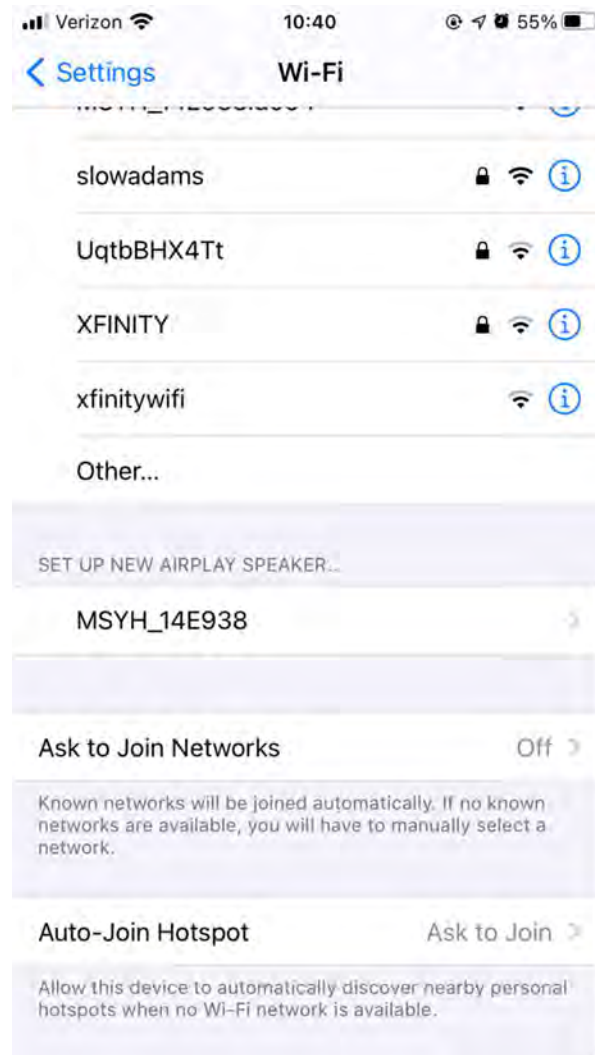 Verizon 10:40 55%
Settings Wi-Fi
slowadams
UqtbBHX4Tt
XFINITY
xfinitywifi
Other...
SET UP NEW AIRPLAY SPEAKER...
MSYH_14E938
Ask to Join Networks Off
Known networks will be joined automatically. If no known
networks are available, you will have to manually select a
network.
Auto-Join Hotspot Ask to Join
Allow this device to automatically discover nearby personal
hotspots when no Wi-Fi network is available.